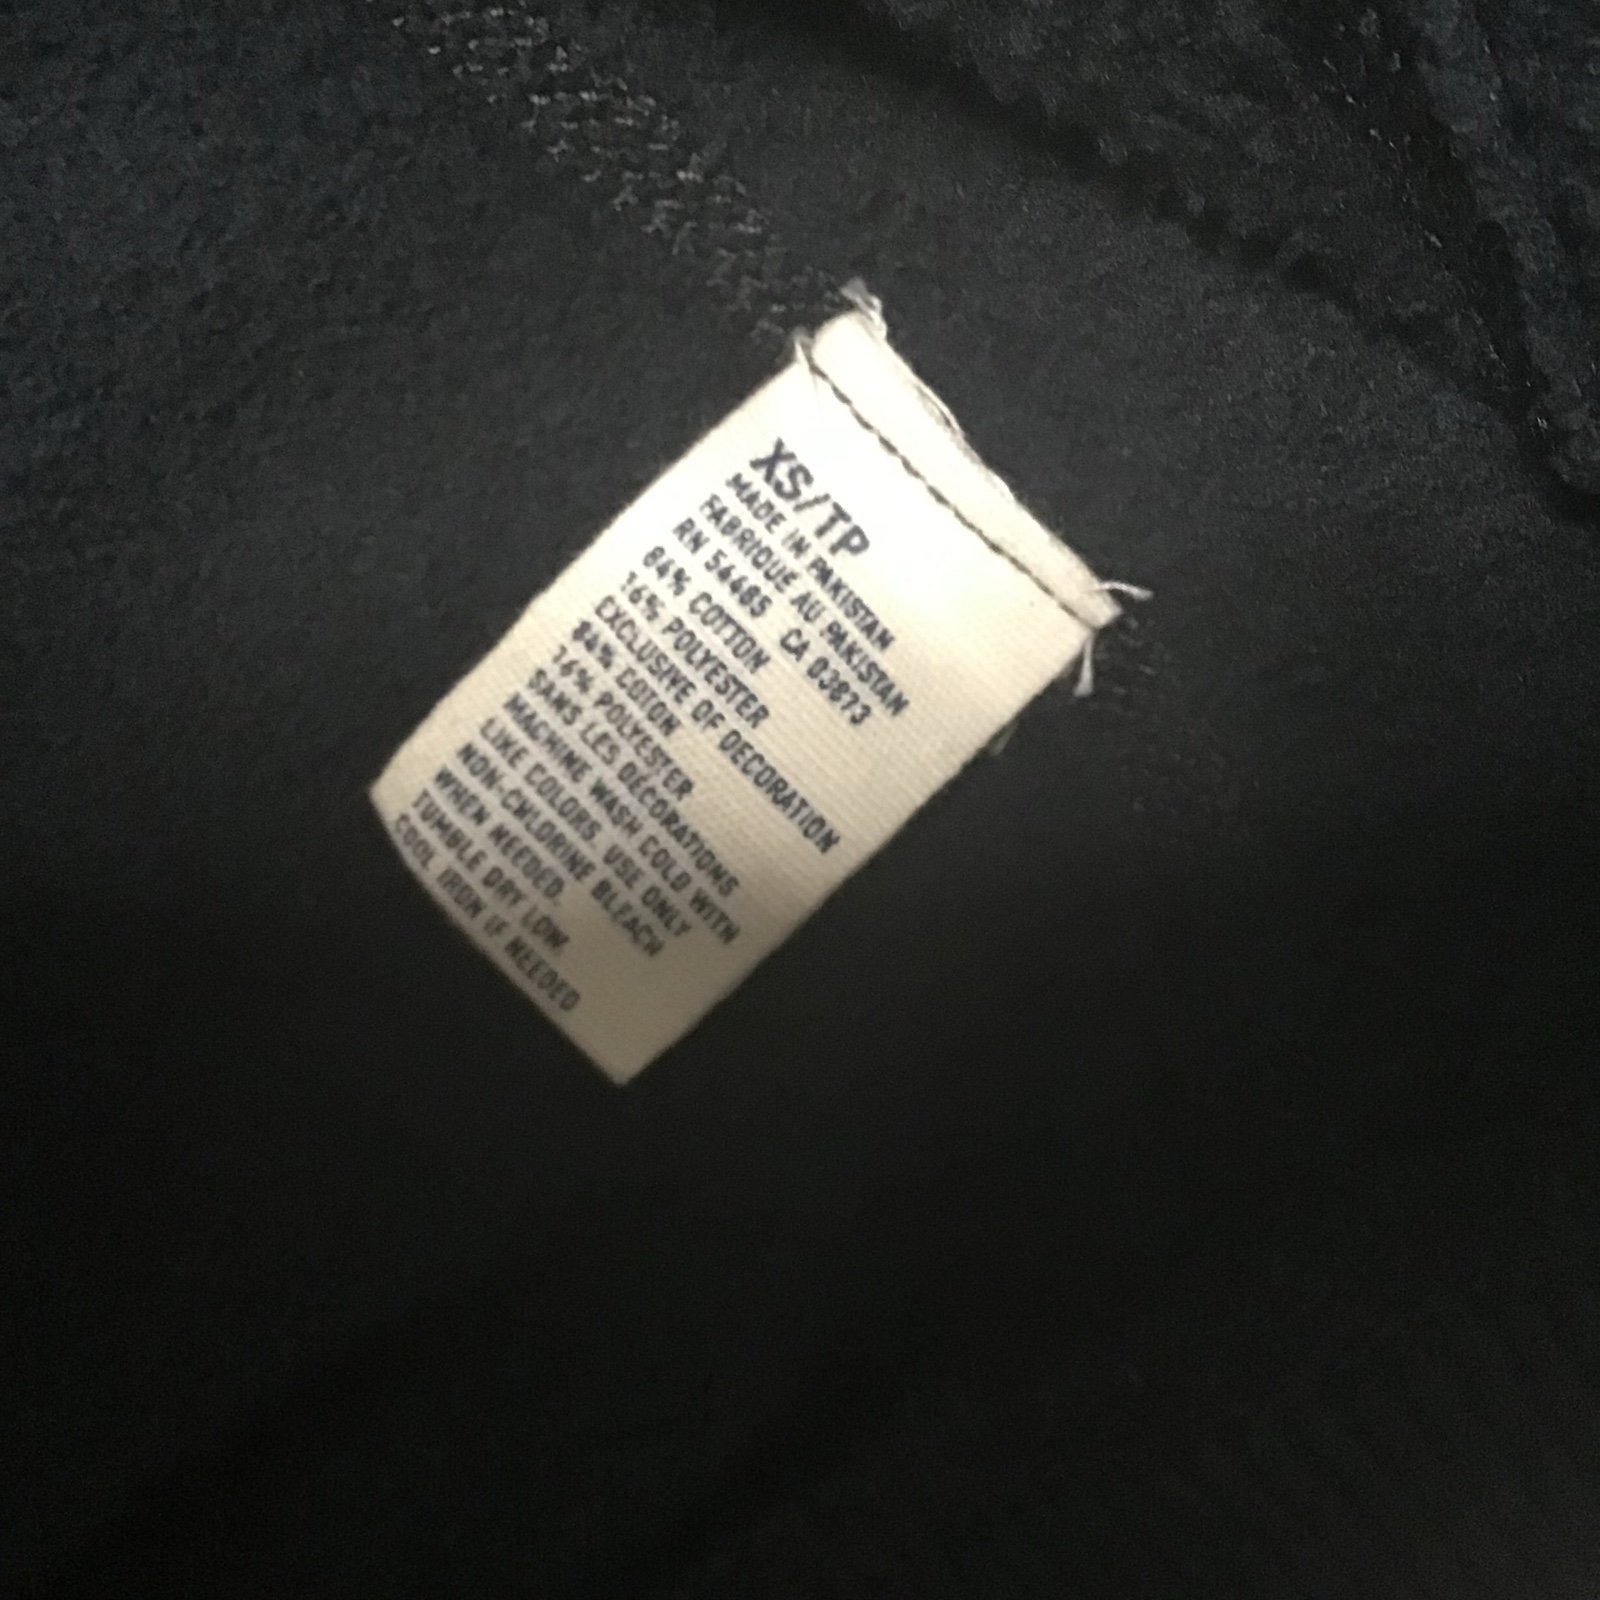 XS/TP
MADE IN PAKISTAN
FABRIQUE AU PAKISTAN
RN 54485 CA 03873
84% COTTON
16% POLYESTER
EXCLUSIVE OF DECORATION
84% COTION
16% POLYESTER
SANS LES DÉCORATIONS
MACHINE WASH COLD WITH
LIKE COLORS. USE ONLY
NON-CHLORINE BLEACH
WHEN NEEDED.
TUMBLE DRY LOW.
COOL IRON IF NEEDED